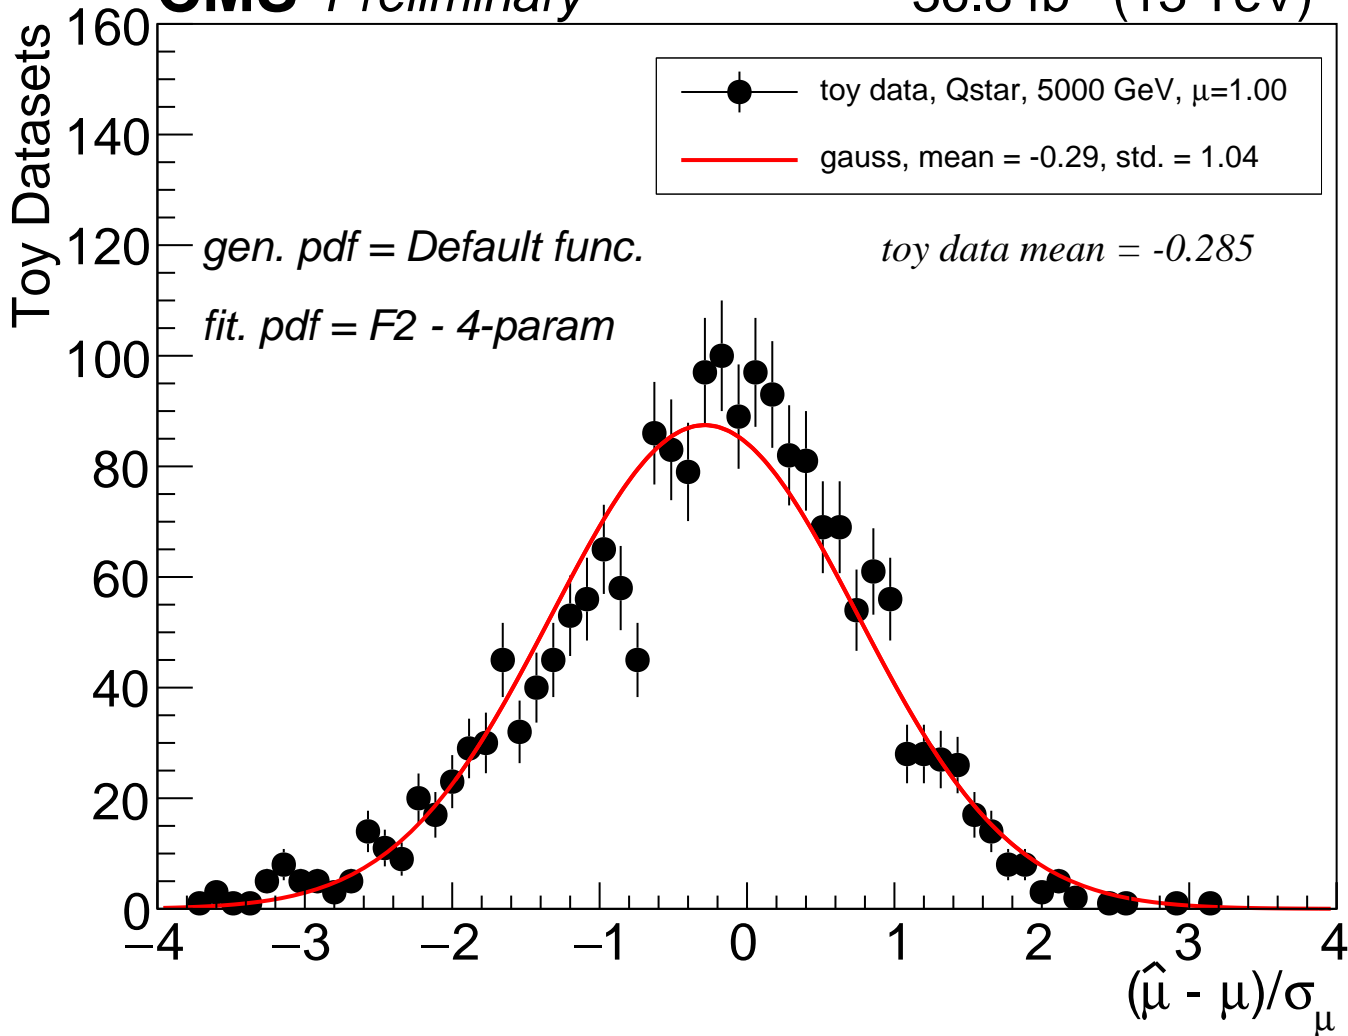 CMS Preliminary
(13 TeV)
160
140
120
100
80
60
40
20
0
Toy Datasets
toy data, Qstar, 5000 GeV, μ=1.00
gauss, mean = -0.29, std. = 1.04
gen. pdf = Default func.
toy data mean = -0.285
fit. pdf = F2 - 4-param
−4 −3 −2 −1 0 1 2 3 4
(μ̂ - μ)/σ_μ